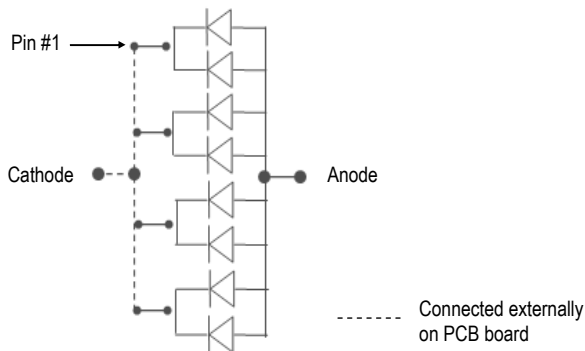 Pin #1
Cathode
Anode
Connected externally
on PCB board